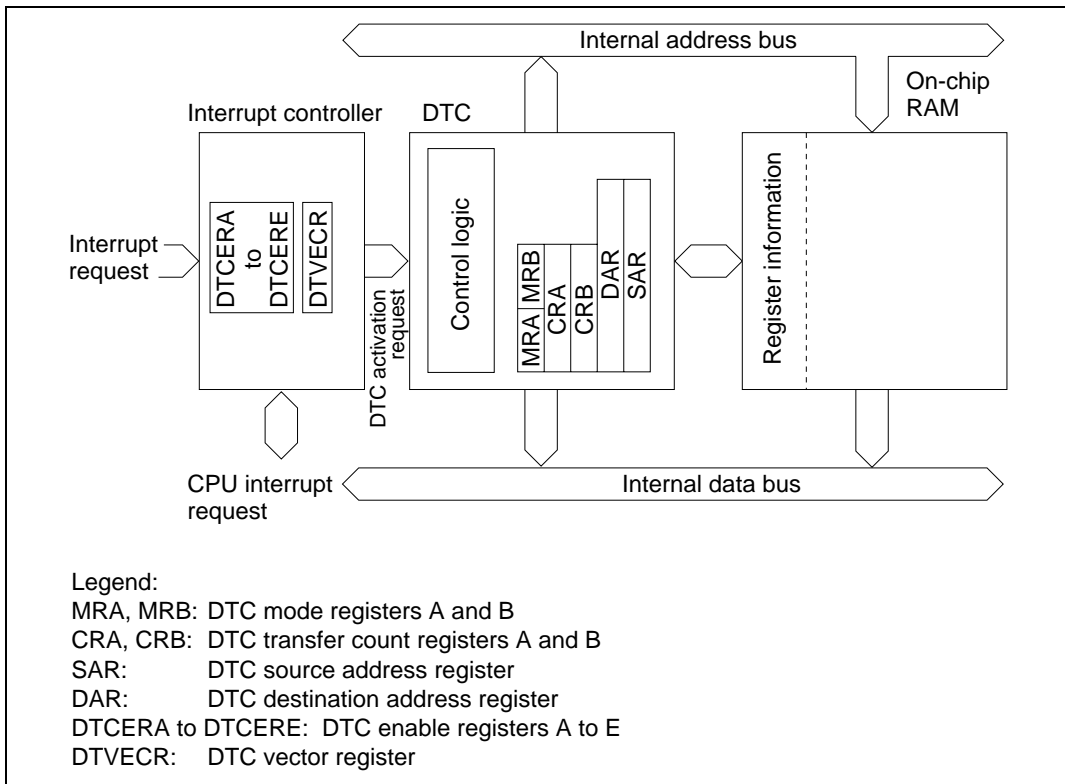 Internal address bus
On-chip
RAM
Interrupt controller
DTC
Interrupt
request
DTCERA
to
DTCERE
DTVECR
DTC activation
request
Control logic
MRA
MRB
CRA
CRB
DAR
SAR
Register information
CPU interrupt
request
Internal data bus
Legend:
MRA, MRB: DTC mode registers A and B
CRA, CRB: DTC transfer count registers A and B
SAR: DTC source address register
DAR: DTC destination address register
DTCERA to DTCERE: DTC enable registers A to E
DTVECR: DTC vector register